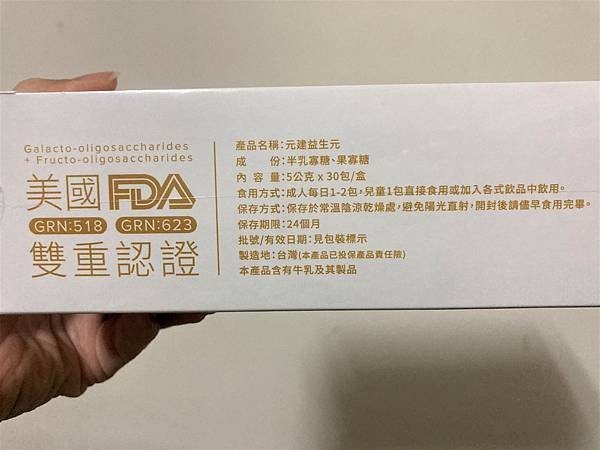 Galacto-oligosaccharides
+ Fructo-oligosaccharides
美國FDA
GRN:518 GRN:623
雙重認證
產品名稱:元建益生元
成　份:半乳寡糖、果寡糖
內 容 量:5公克 x 30包/盒
食用方式:成人每日1-2包,兒童1包直接食用或加入各式飲品中飲用。
保存方式:保存於常溫陰涼乾燥處,避免陽光直射,開封後請儘早食用完畢。
保存期限:24個月
批號/有效日期:見包裝標示
製造地:台灣(本產品已投保產品責任險)
本產品含有牛乳及其製品